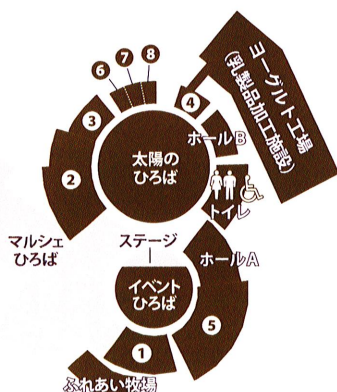 7
6
8
ヨーグルト工場
(乳製品加工施設)
3
4
ホールB
太陽の
ひろば
2
トイレ
マルシェ
ひろば
ステージ
ホールA
イベント
ひろば
5
1
ふれあい牧場